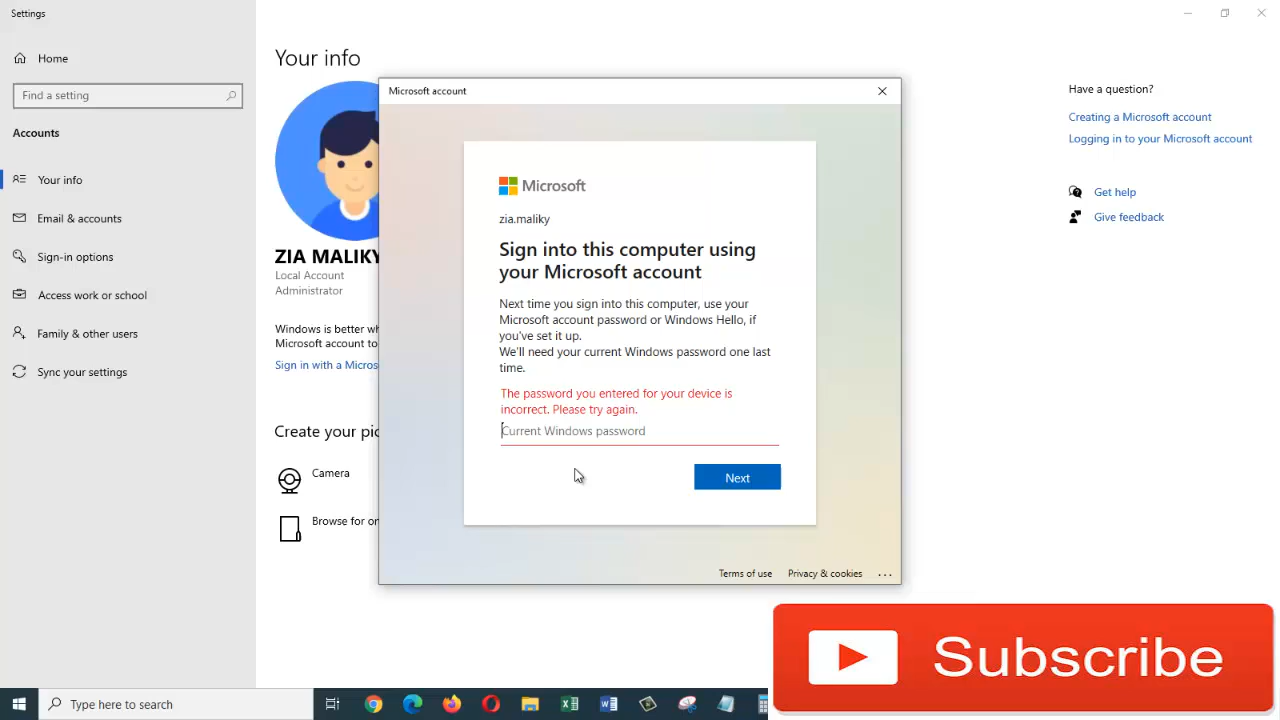 Settings
Home
Find a setting
Accounts
Your info
Email & accounts
Sign-in options
Access work or school
Family & other users
Sync your settings
Your info
ZIA MALIKY
Local Account
Administrator
Windows is better wh
Microsoft account to
Sign in with a Micros
Create your pic
Camera
Browse for on
Microsoft account
Microsoft
zia.maliky
Sign into this computer using
your Microsoft account
Next time you sign into this computer, use your
Microsoft account password or Windows Hello, if
you've set it up.
We'll need your current Windows password one last
time.
The password you entered for your device is
incorrect. Please try again.
Current Windows password
Next
Terms of use
Privacy & cookies
...
Have a question?
Creating a Microsoft account
Logging in to your Microsoft account
Get help
Give feedback
Subscribe
Type here to search